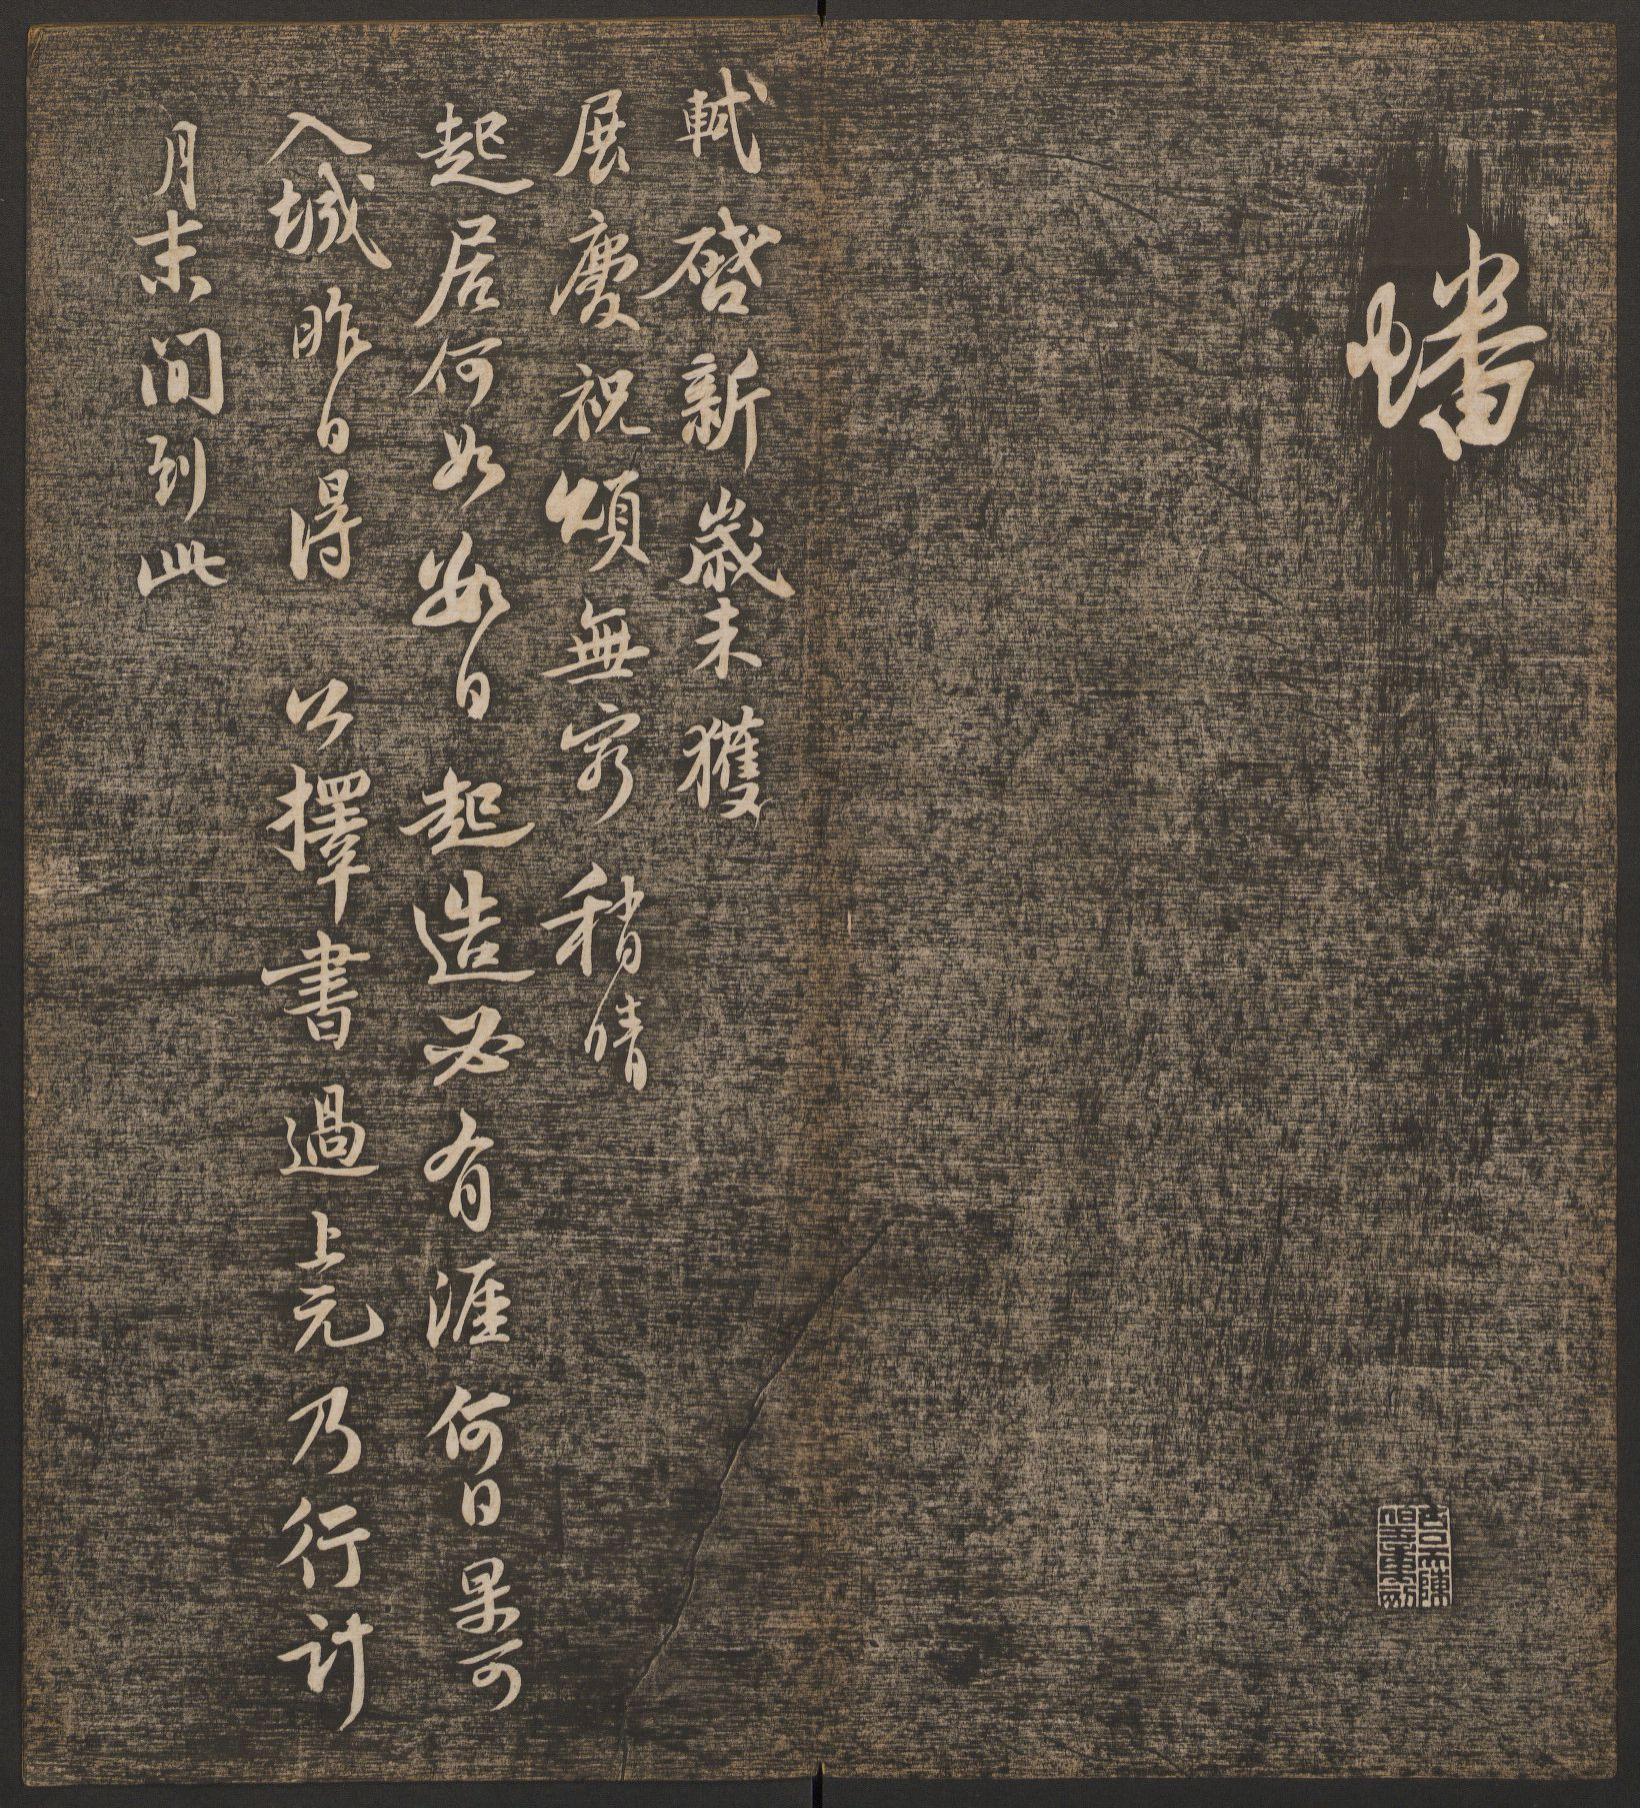 蟠
軾啓新歲未獲
展慶祝頌無窮稍晴
起居何如數日起造必有涯何日果可
入城昨日得公擇書過上元乃行計
月末間到此